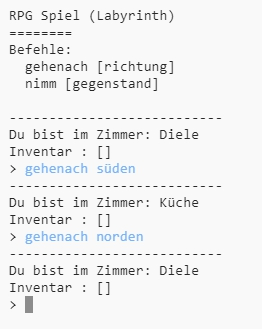 RPG Spiel (Labyrinth)
========
Befehle:
  gehenach [richtung]
  nimm [gegenstand]

---------------------------
Du bist im Zimmer: Diele
Inventar : []
> gehenach süden
---------------------------
Du bist im Zimmer: Küche
Inventar : []
> gehenach norden
---------------------------
Du bist im Zimmer: Diele
Inventar : []
>